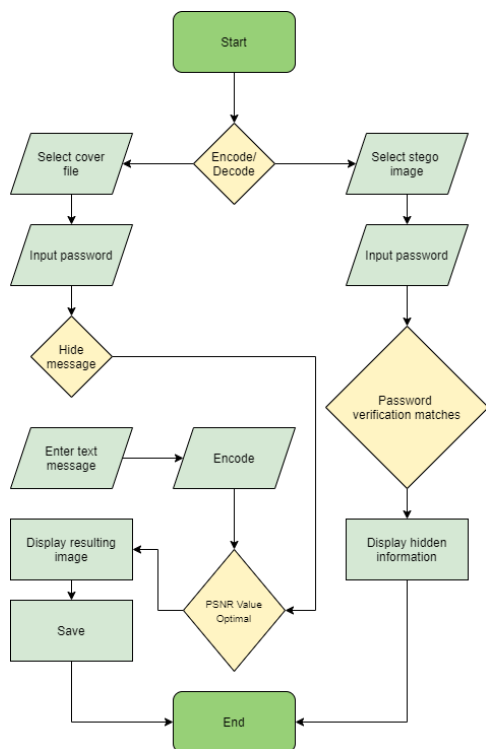 Start
Encode/
Decode
Select cover
file
Select stego
image
Input password
Input password
Hide
message
Password
verification matches
Enter text
message
Encode
Display resulting
image
PSNR Value
Optimal
Display hidden
information
Save
End